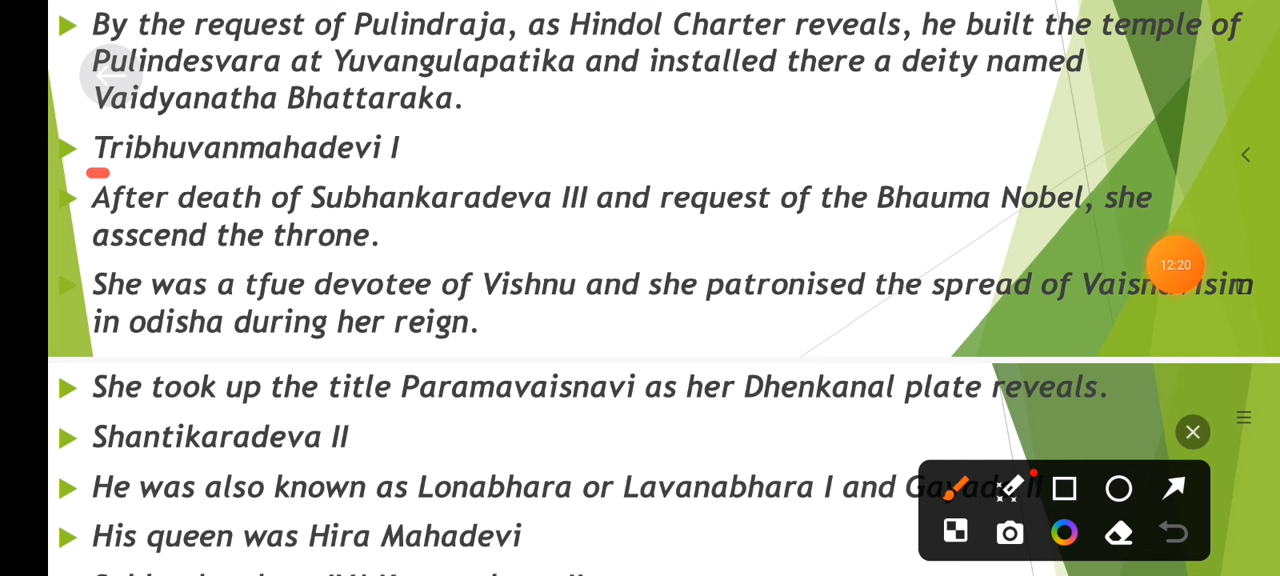 By the request of Pulindraja, as Hindol Charter reveals, he built the temple of
Pulindesvara at Yuvangulapatika and installed there a deity named
Vaidyanatha Bhattaraka.
Tribhuvanmahadevi I
After death of Subhankaradeva III and request of the Bhauma Nobel, she
asscend the throne.
12:20
She was a tfue devotee of Vishnu and she patronised the spread of
in odisha during her reign.
She took up the title Paramavaisnavi as her Dhenkanal plate reveals.
Shantikaradeva II
He was also known as Lonabhara or Lavanabhara I and
His queen was Hira Mahadevi